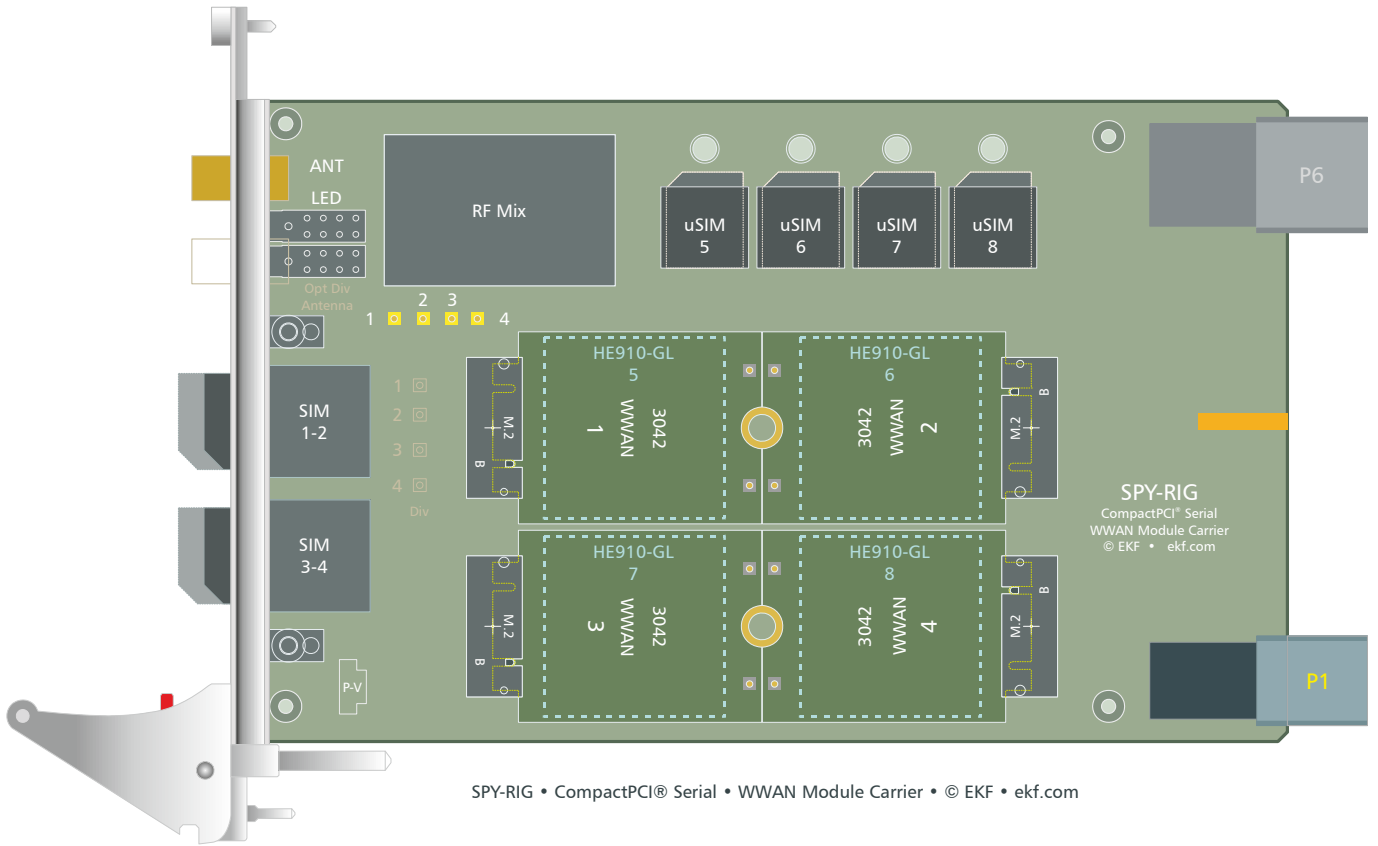 ANT
LED
Opt Div
Antenna
RF Mix
uSIM
5
uSIM
6
uSIM
7
uSIM
8
P6
1 2 3 4
SIM
1-2
SIM
3-4
1
2
3
4
Div
P-V
HE910-GL
5
1
WWAN
3042
M.2
B
HE910-GL
6
3042
WWAN
2
M.2
B
HE910-GL
7
3
WWAN
3042
M.2
B
HE910-GL
8
3042
WWAN
4
M.2
B
SPY-RIG
CompactPCI® Serial
WWAN Module Carrier
© EKF • ekf.com
P1
SPY-RIG • CompactPCI® Serial • WWAN Module Carrier • © EKF • ekf.com